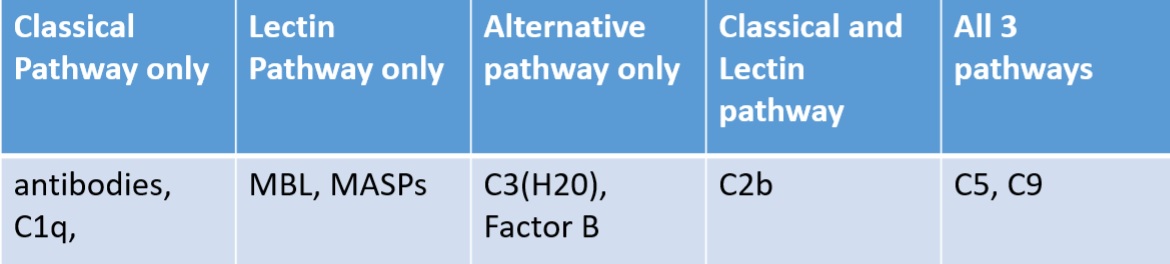 Classical
Pathway only
Lectin
Pathway only
Alternative
pathway only
Classical and
Lectin
pathway
All 3
pathways
antibodies,
C1q,
MBL, MASPs
C3(H20),
Factor B
C2b
C5, C9